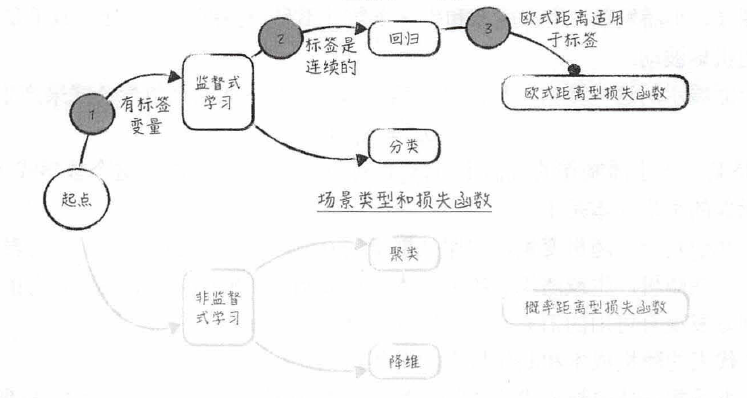 1
有标签
变量
起点
监督式
学习
2
标签是
连续的
回归
3
欧式距离适用
于标签
欧式距离型损失函数
分类
场景类型和损失函数
非监督
式学习
聚类
降维
概率距离型损失函数